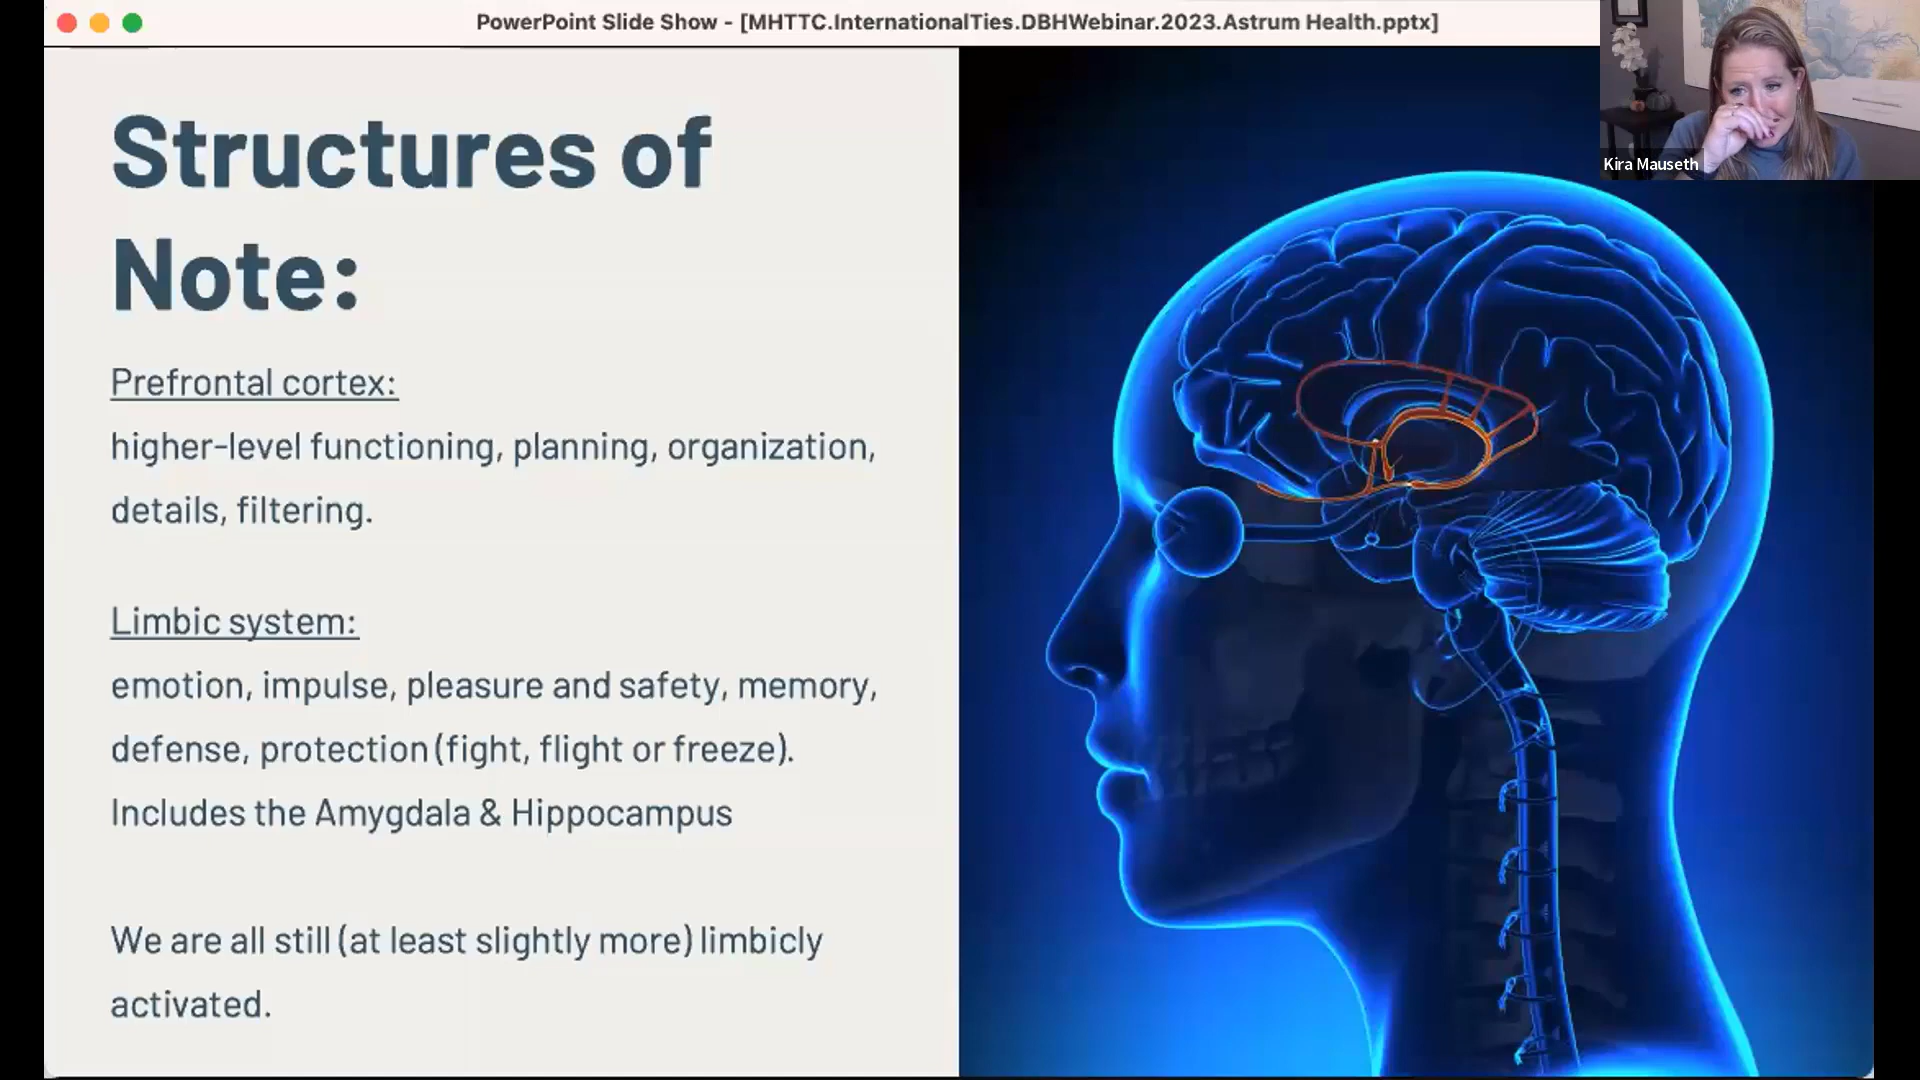 PowerPoint Slide Show - [MHTTC.InternationalTies.DBHWebinar.2023.Astrum Health.pptx]
Kira Mauseth
Structures of
Note:
Prefrontal cortex:
higher-level functioning, planning, organization,
details, filtering.
Limbic system:
emotion, impulse, pleasure and safety, memory,
defense, protection (fight, flight or freeze).
Includes the Amygdala & Hippocampus
We are all still (at least slightly more) limbicly
activated.